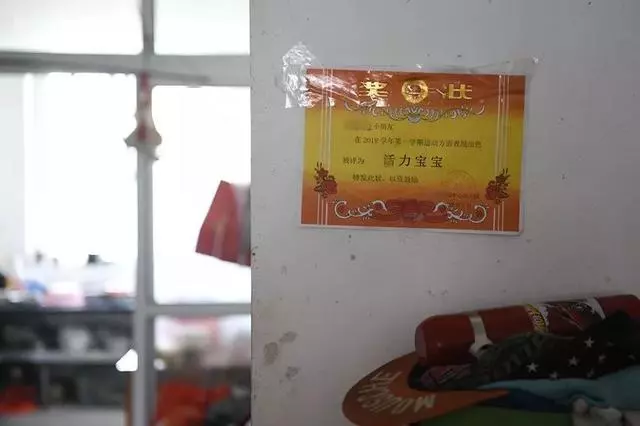 奖状
小朋友
在2018学年第一学期运动方面表现出色
被评为 活力宝宝
特发此状，以资鼓励